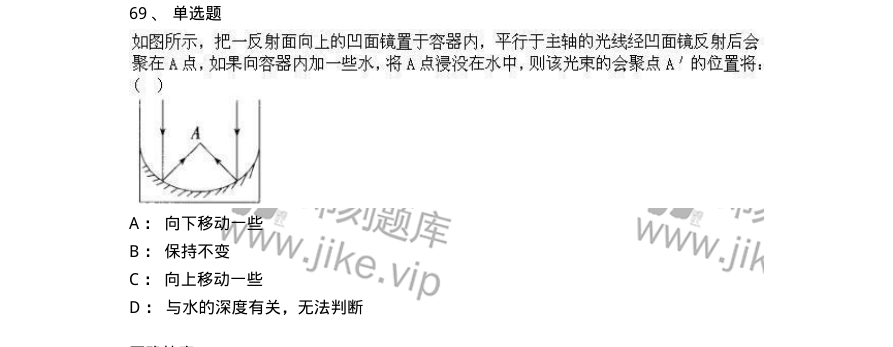 69 、 单选题
如图所示，把一反射面向上的凹面镜置于容器内，平行于主轴的光线经凹面镜反射后会
聚在 A 点，如果向容器内加一些水，将 A 点浸没在水中，则该光束的会聚点 A′ 的位置将：
（ ）
A
A ： 向下移动一些
B ： 保持不变
C ： 向上移动一些
D ： 与水的深度有关，无法判断
题库
www.jike.vip
www.jik